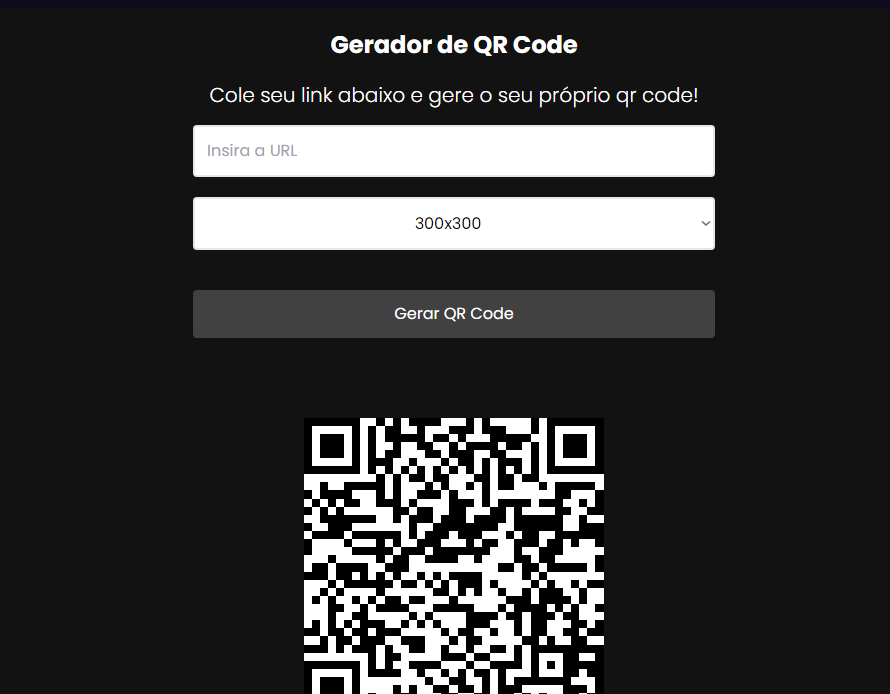 Gerador de QR Code
Cole seu link abaixo e gere o seu próprio qr code!
Insira a URL
300x300
Gerar QR Code